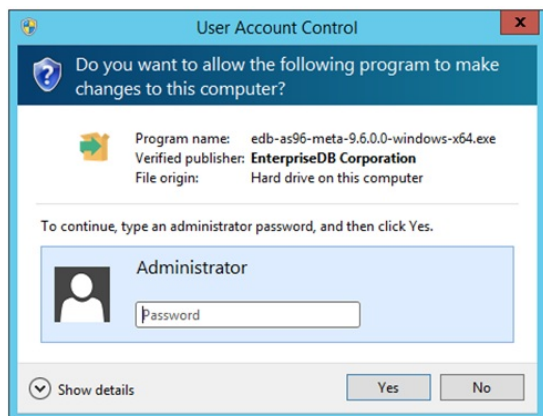 User Account Control
x
Do you want to allow the following program to make
changes to this computer?
Program name: edb-as96-meta-9.6.0.0-windows-x64.exe
Verified publisher: EnterpriseDB Corporation
File origin: Hard drive on this computer
To continue, type an administrator password, and then click Yes.
Administrator
Password
Show details
Yes
No